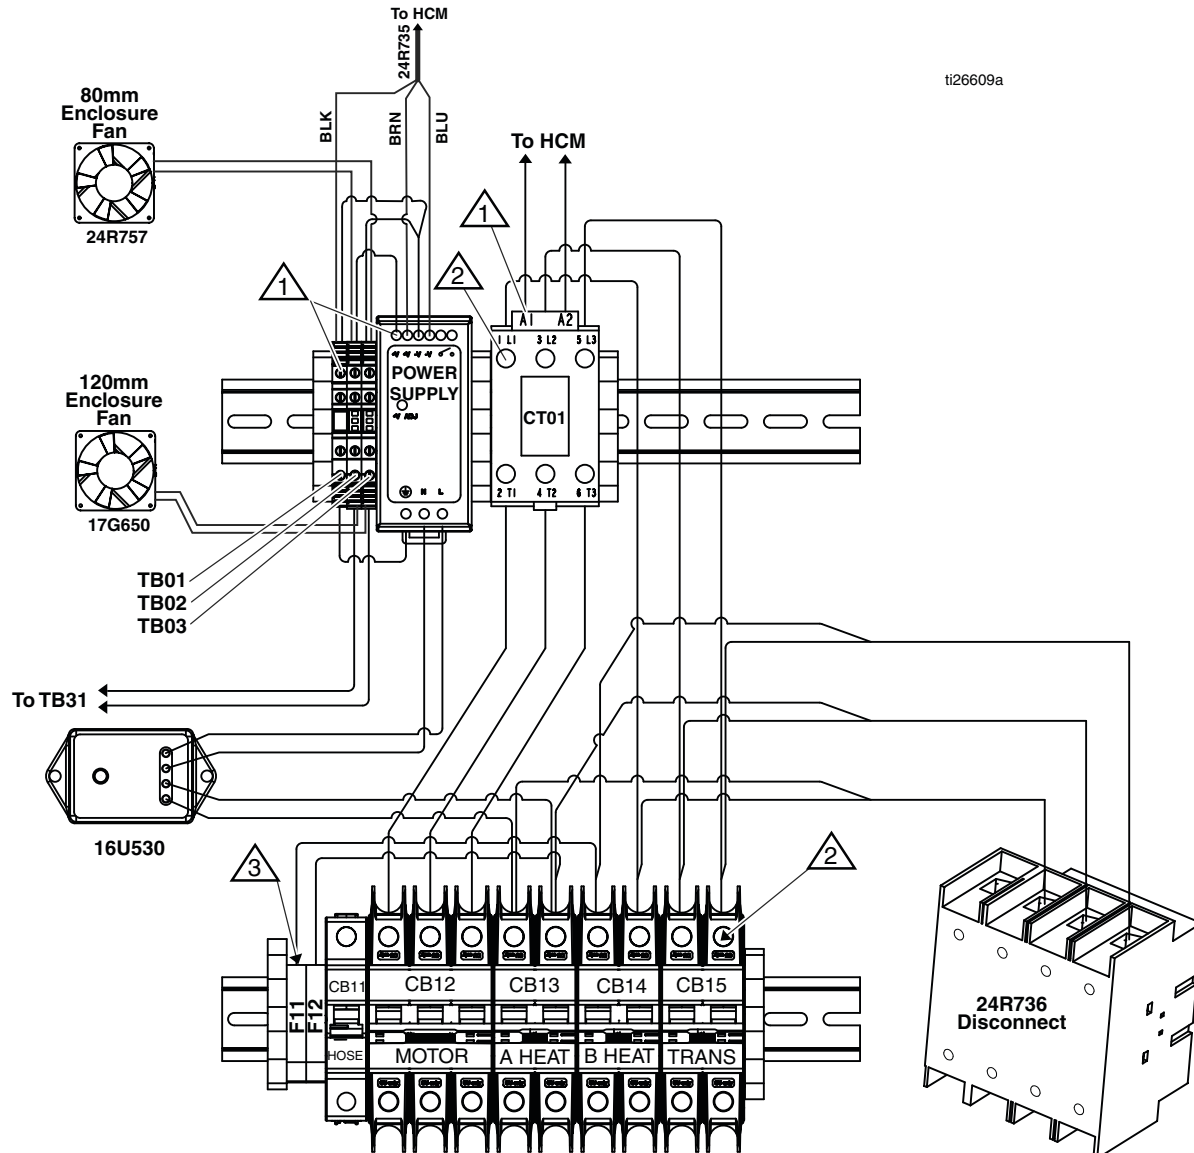 To HCM
24R735
ti26609a
80mm
Enclosure
Fan
BLK
BRN
BLU
To HCM
24R757
1
1
2
A1
A2
1 L1
3 L2
5 L3
120mm
Enclosure
Fan
POWER
SUPPLY
ADJ
CT01
N
L
2 T1
4 T2
6 T3
17G650
TB01
TB02
TB03
To TB31
16U530
3
2
F11
F12
CB11
CB12
CB13
CB14
CB15
HOSE
MOTOR
A HEAT
B HEAT
TRANS
24R736
Disconnect